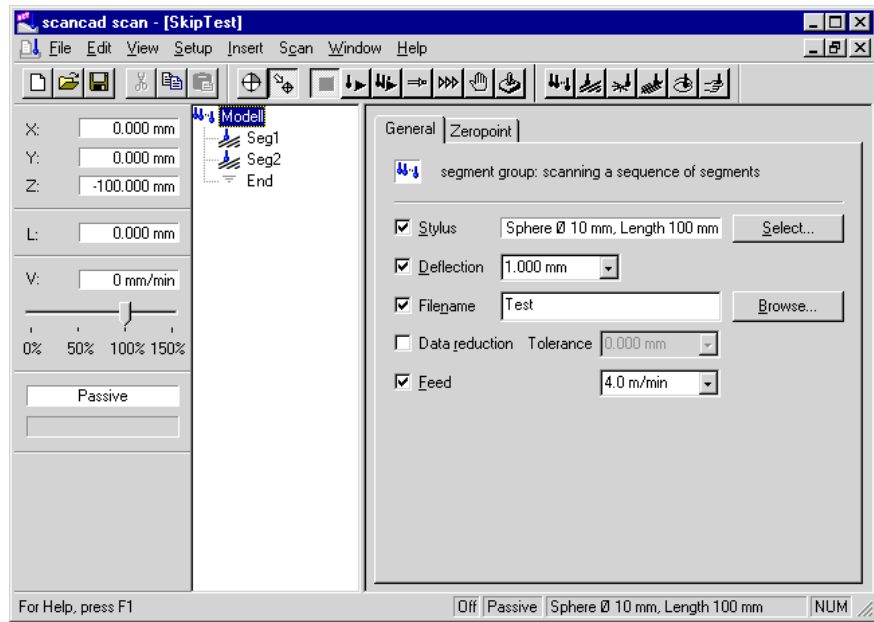 scancad scan - [SkipTest]
File Edit View Setup Insert Scan Window Help
X: 0.000 mm
Y: 0.000 mm
Z: -100.000 mm
L: 0.000 mm
V: 0 mm/min
0% 50% 100% 150%
Passive
Modell
Seg1
Seg2
End
General Zeropoint
segment group: scanning a sequence of segments
Stylus Sphere Ø 10 mm, Length 100 mm Select...
Deflection 1.000 mm
Filename Test Browse...
Data reduction Tolerance 0.000 mm
Feed 4.0 m/min
For Help, press F1 Off Passive Sphere Ø 10 mm, Length 100 mm NUM